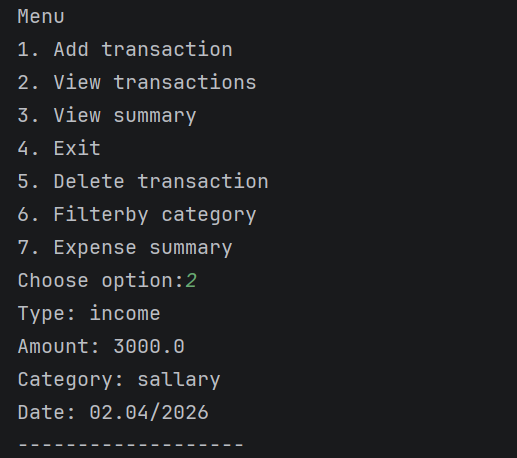 Menu
1. Add transaction
2. View transactions
3. View summary
4. Exit
5. Delete transaction
6. Filterby category
7. Expense summary
Choose option:2
Type: income
Amount: 3000.0
Category: sallary
Date: 02.04/2026
-------------------